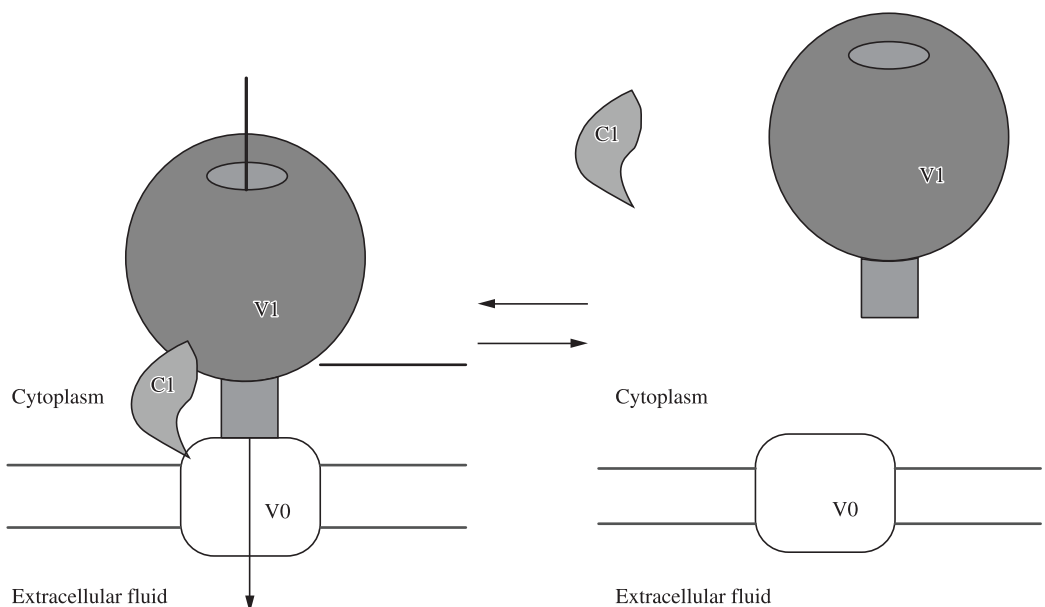 C1
V1
V1
C1
Cytoplasm
Cytoplasm
V0
V0
Extracellular fluid
Extracellular fluid